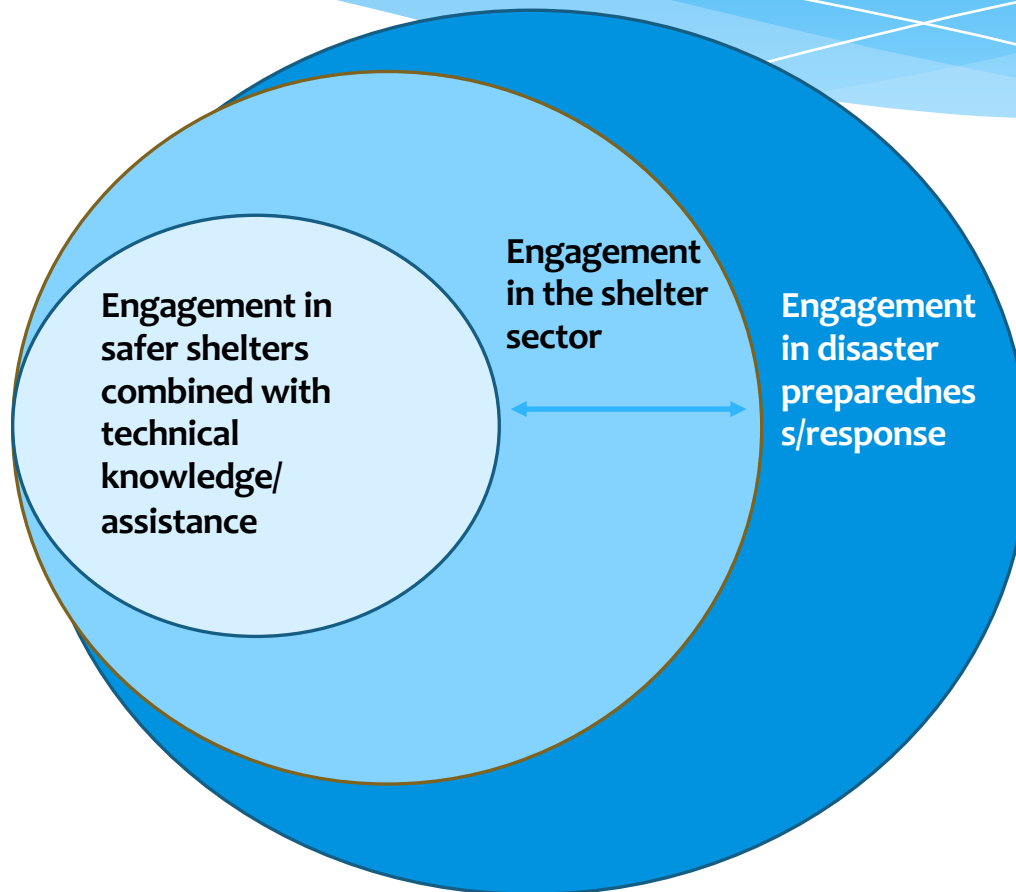 Engagement in
safer shelters
combined with
technical
knowledge/
assistance
Engagement
in the shelter
sector
Engagement
in disaster
preparednes
s/response